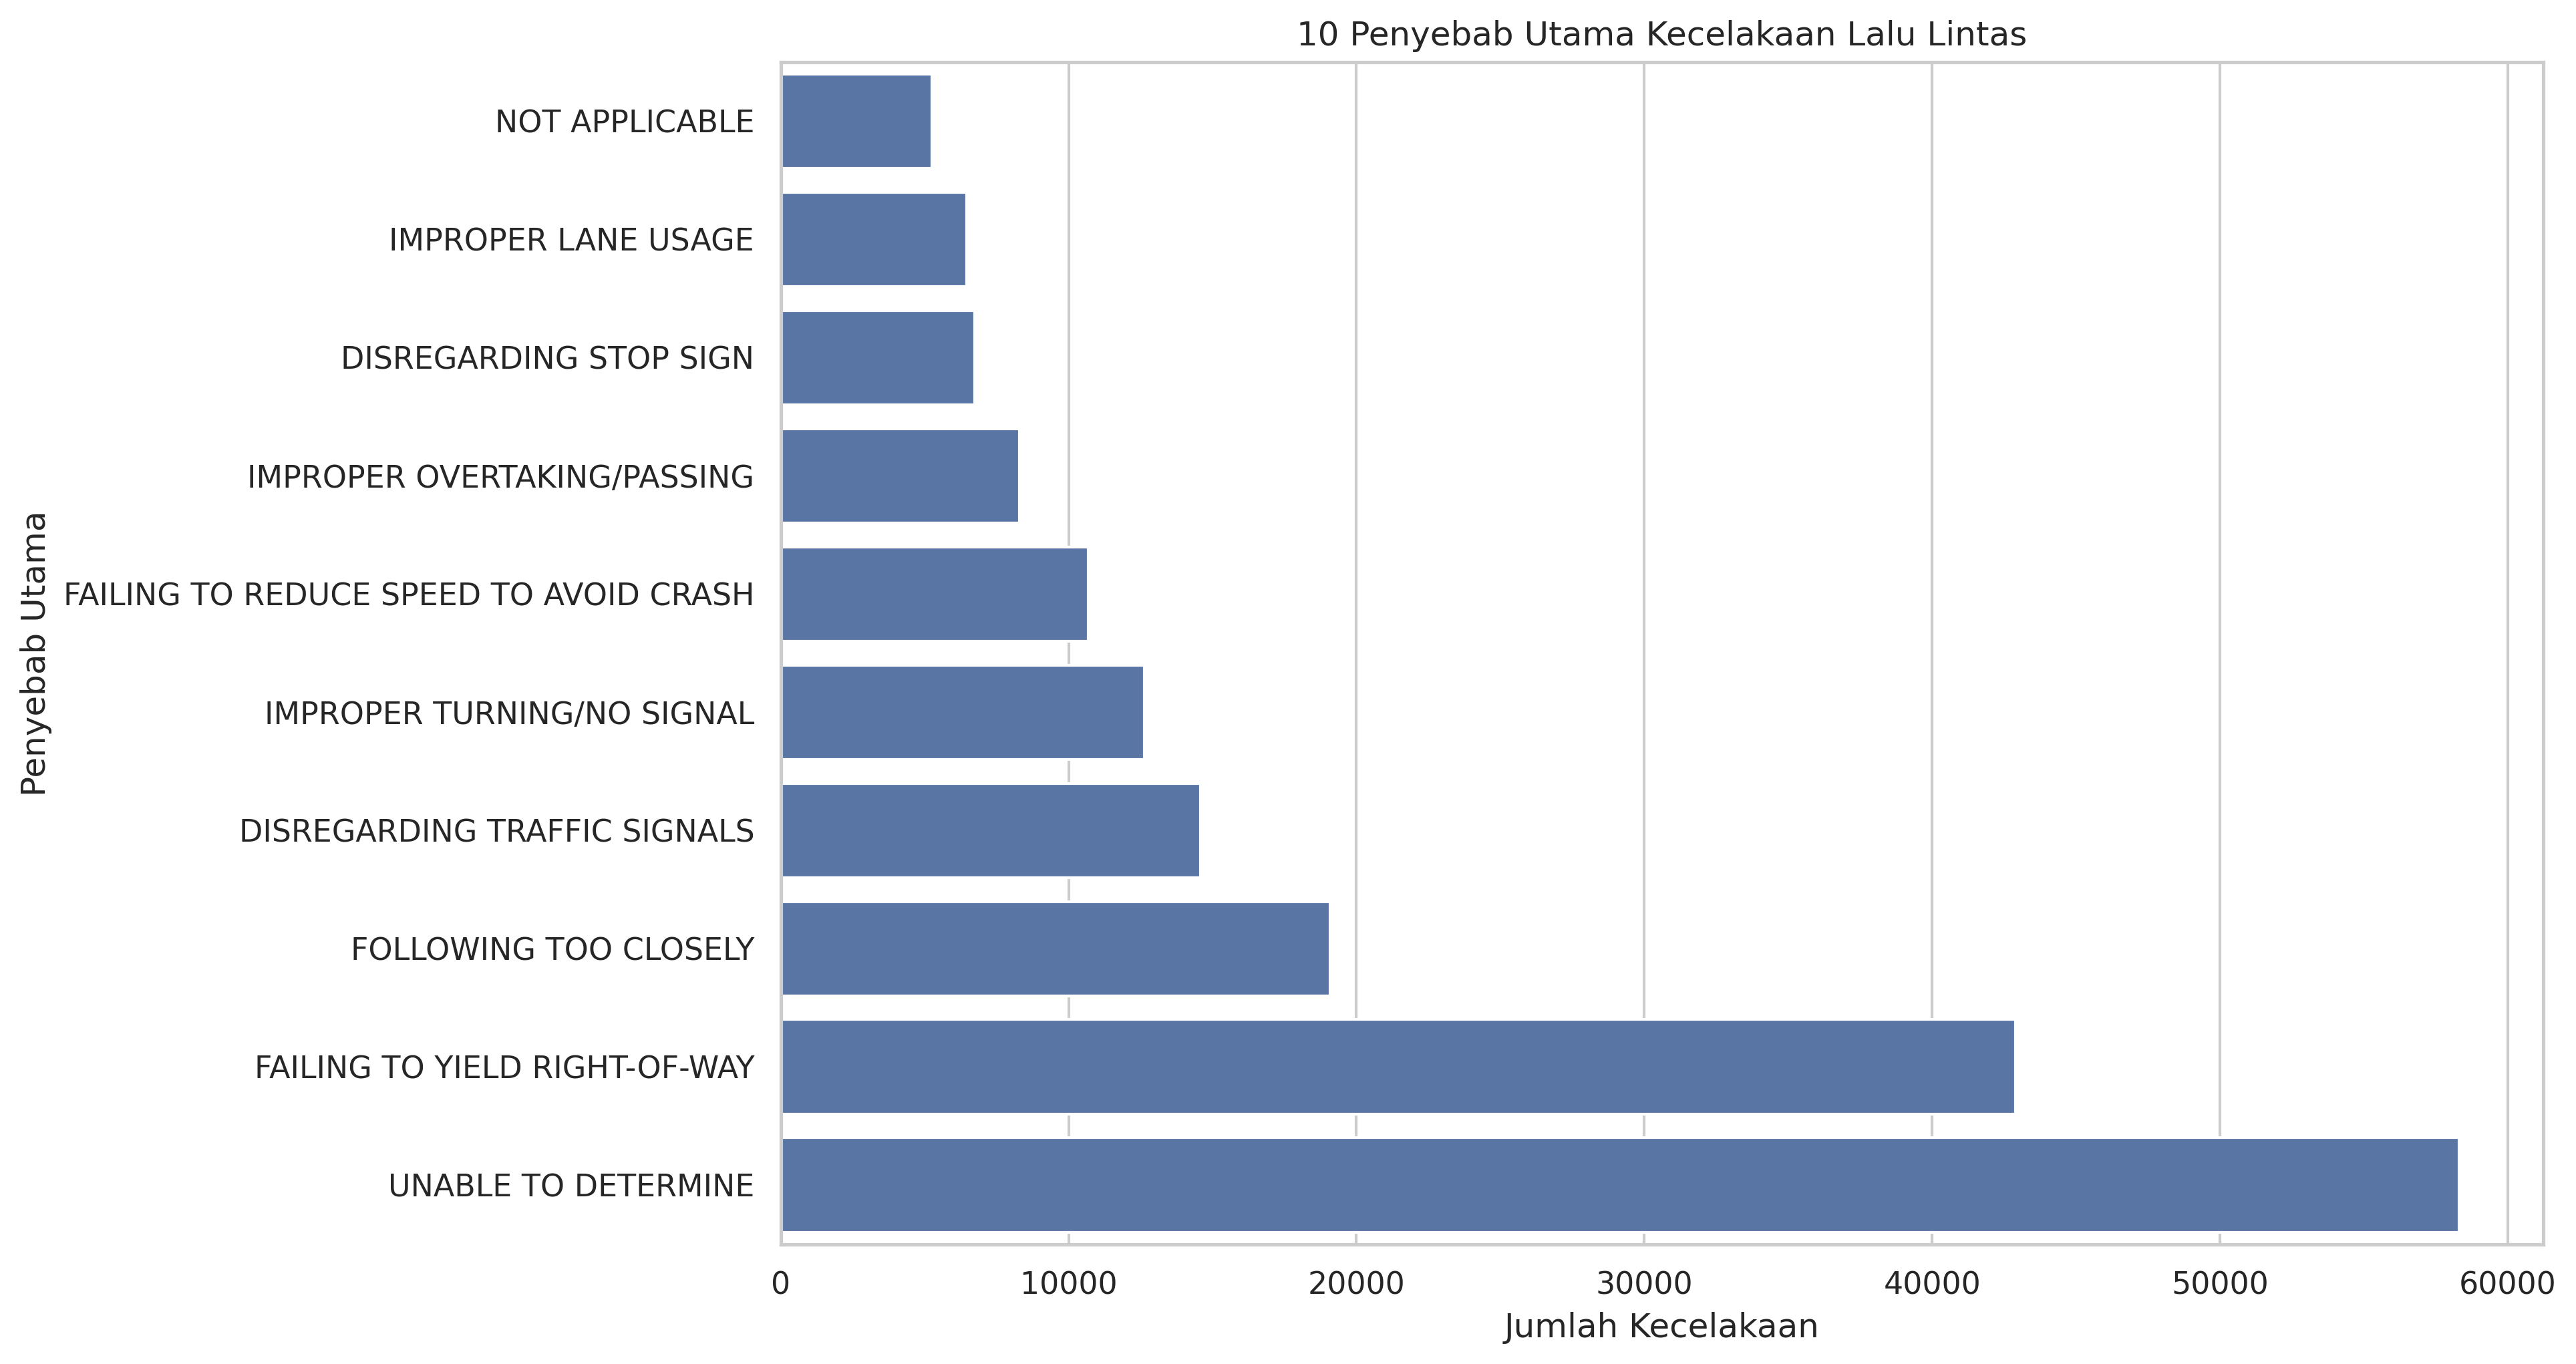 10 Penyebab Utama Kecelakaan Lalu Lintas
Penyebab Utama
NOT APPLICABLE
IMPROPER LANE USAGE
DISREGARDING STOP SIGN
IMPROPER OVERTAKING/PASSING
FAILING TO REDUCE SPEED TO AVOID CRASH
IMPROPER TURNING/NO SIGNAL
DISREGARDING TRAFFIC SIGNALS
FOLLOWING TOO CLOSELY
FAILING TO YIELD RIGHT-OF-WAY
UNABLE TO DETERMINE
0 10000 20000 30000 40000 50000 60000
Jumlah Kecelakaan